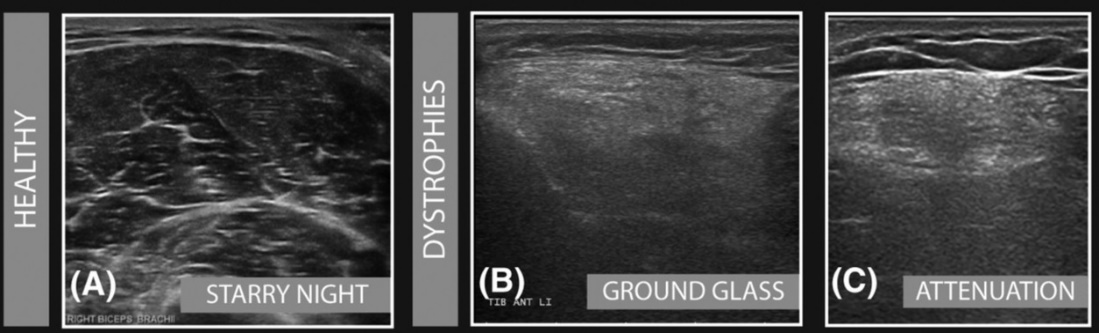 HEALTHY
(A)
STARRY NIGHT
RIGHT BICEPS BRACHII
DYSTROPHIES
(B)
TIB ANT LI
GROUND GLASS
(C)
ATTENUATION